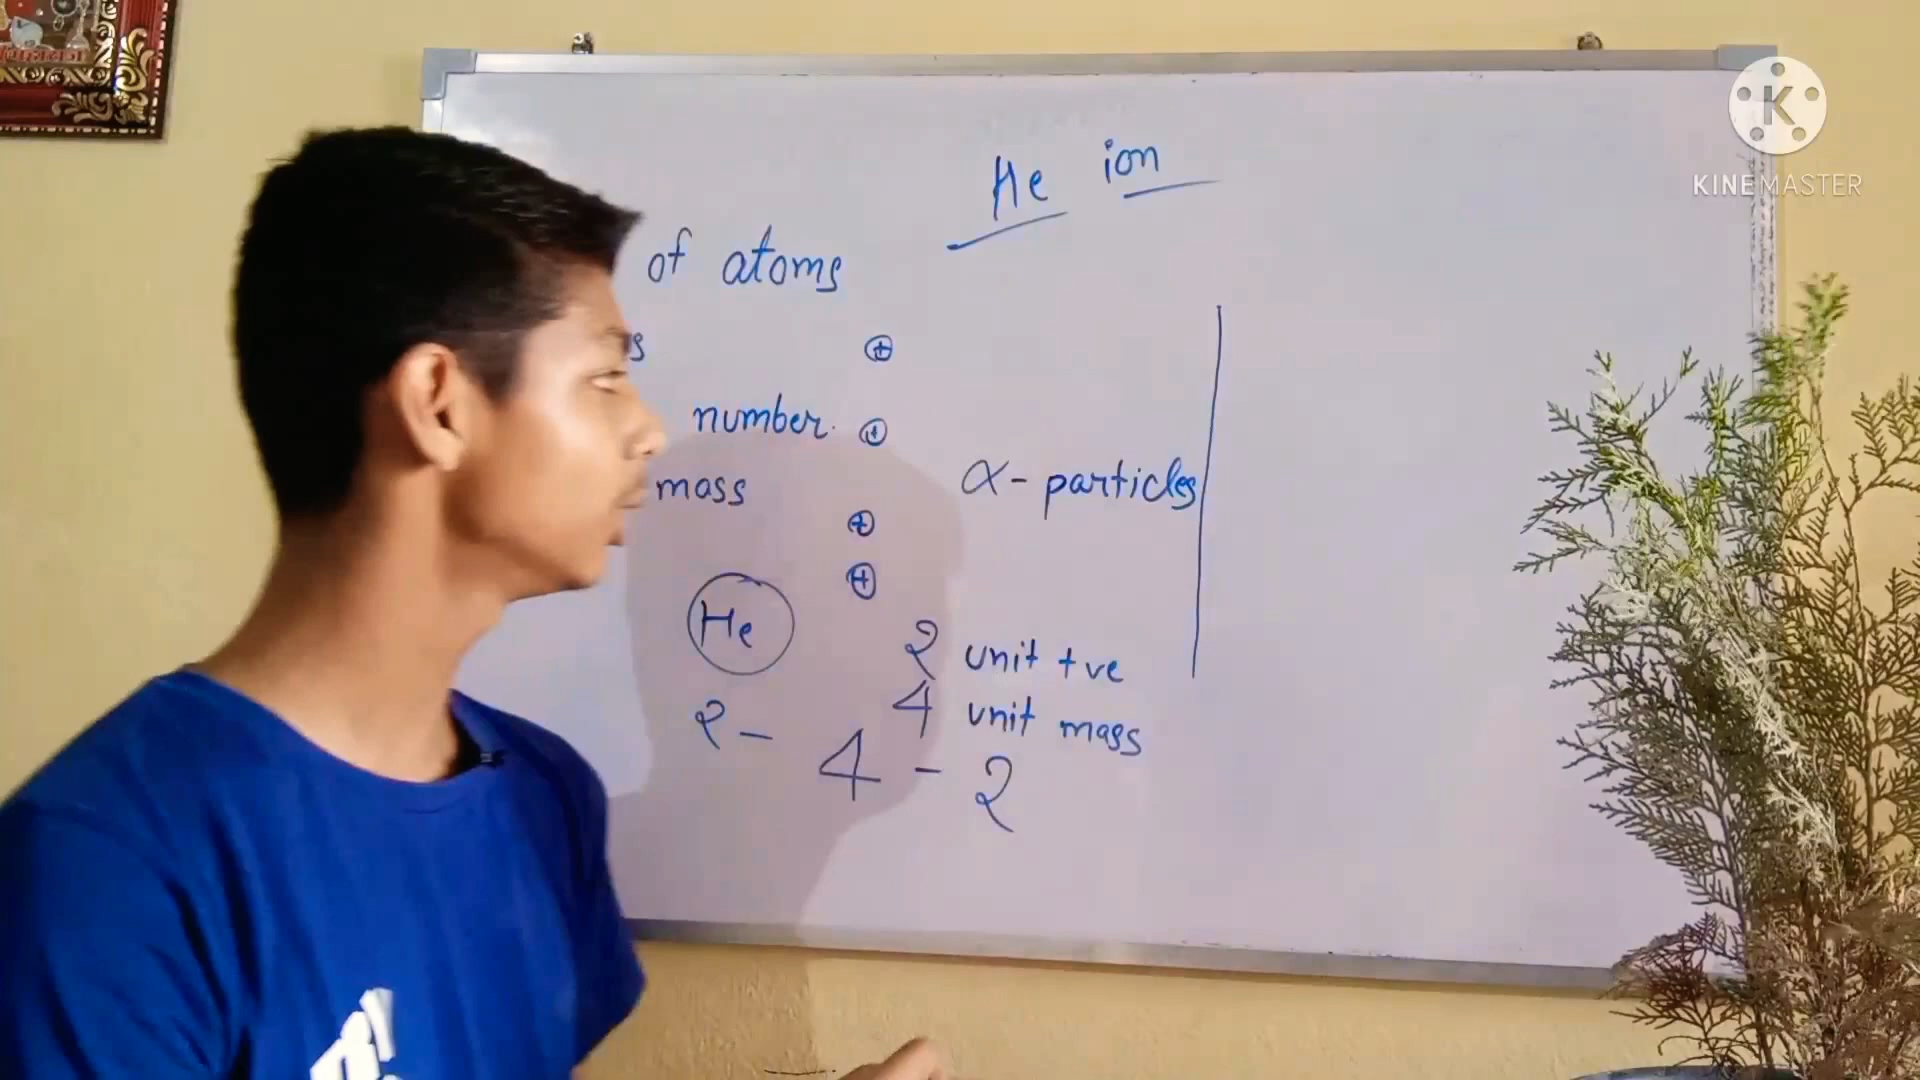 He ion
of atoms
s
number.
mass
α- particles
He
2 unit +ve
4 unit mass
2 -
4 - 2
K
KINEMASTER